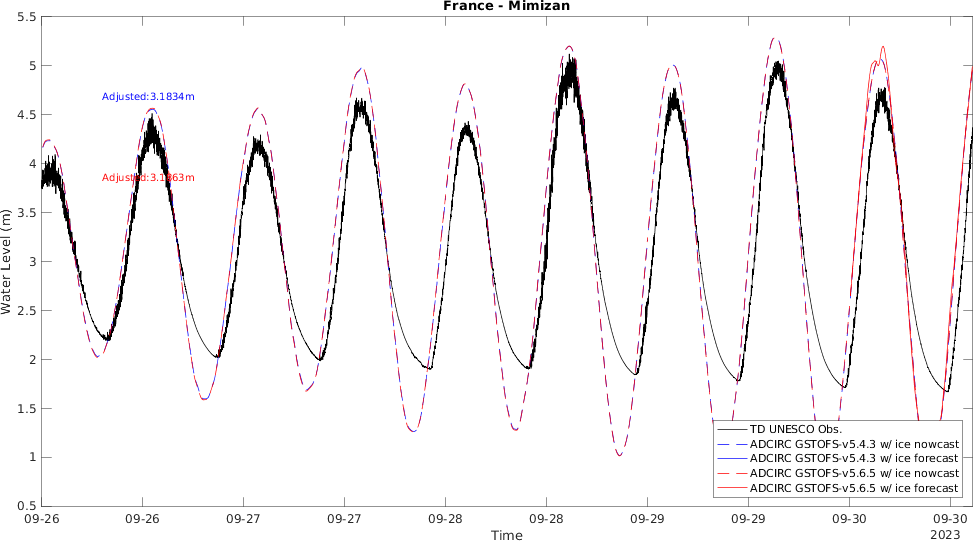 France - Mimizan
5.5
5
4.5
4
3.5
3
2.5
2
1.5
1
0.5
Water Level (m)
Adjusted:3.1834m
Adjusted:3.1863m
TD UNESCO Obs.
ADCIRC GSTOFS-v5.4.3 w/ ice nowcast
ADCIRC GSTOFS-v5.4.3 w/ ice forecast
ADCIRC GSTOFS-v5.6.5 w/ ice nowcast
ADCIRC GSTOFS-v5.6.5 w/ ice forecast
09-26 09-26 09-27 09-27 09-28 09-28 09-29 09-29 09-30 09-30
2023
Time